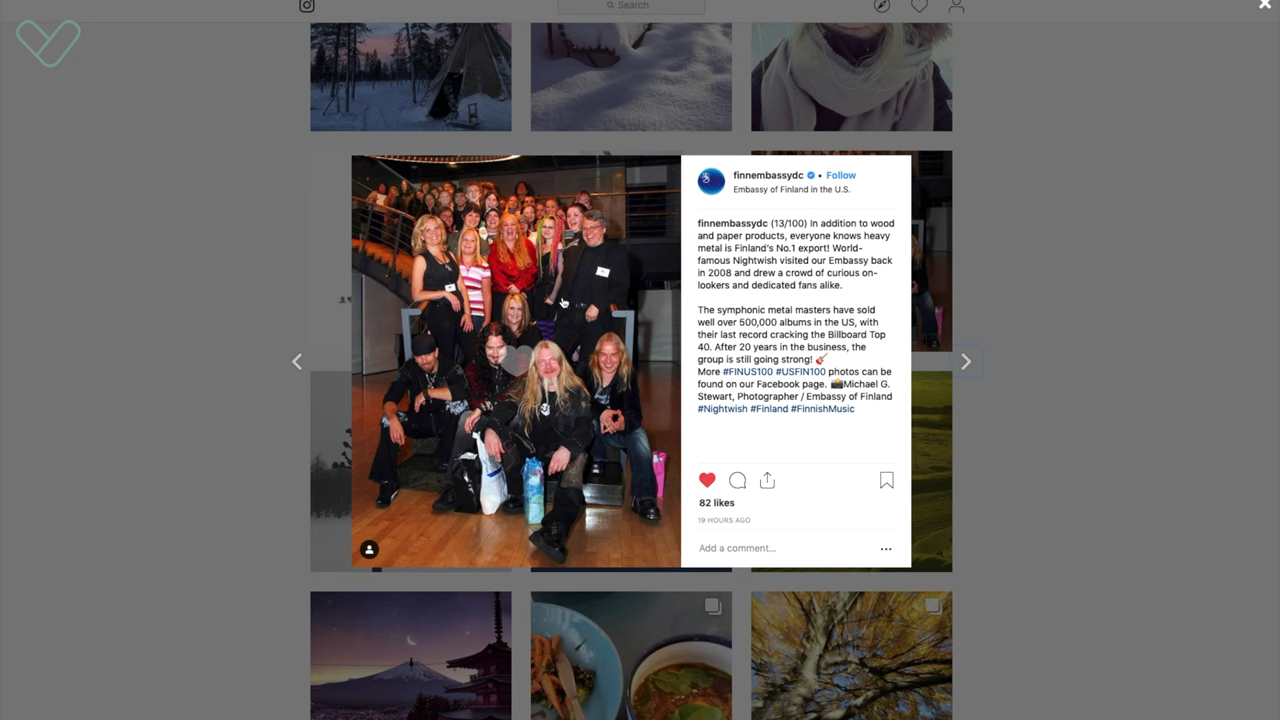 Search
finnembassydc • Follow
Embassy of Finland in the U.S.
finnembassydc (13/100) In addition to wood
and paper products, everyone knows heavy
metal is Finland's No.1 export! World-
famous Nightwish visited our Embassy back
in 2008 and drew a crowd of curious on-
lookers and dedicated fans alike.
The symphonic metal masters have sold
well over 500,000 albums in the US, with
their last record cracking the Billboard Top
40. After 20 years in the business, the
group is still going strong! 🎸
More #FINUS100 #USFIN100 photos can be
found on our Facebook page. 📸Michael G.
Stewart, Photographer / Embassy of Finland
#Nightwish #Finland #FinnishMusic
82 likes
19 HOURS AGO
Add a comment...